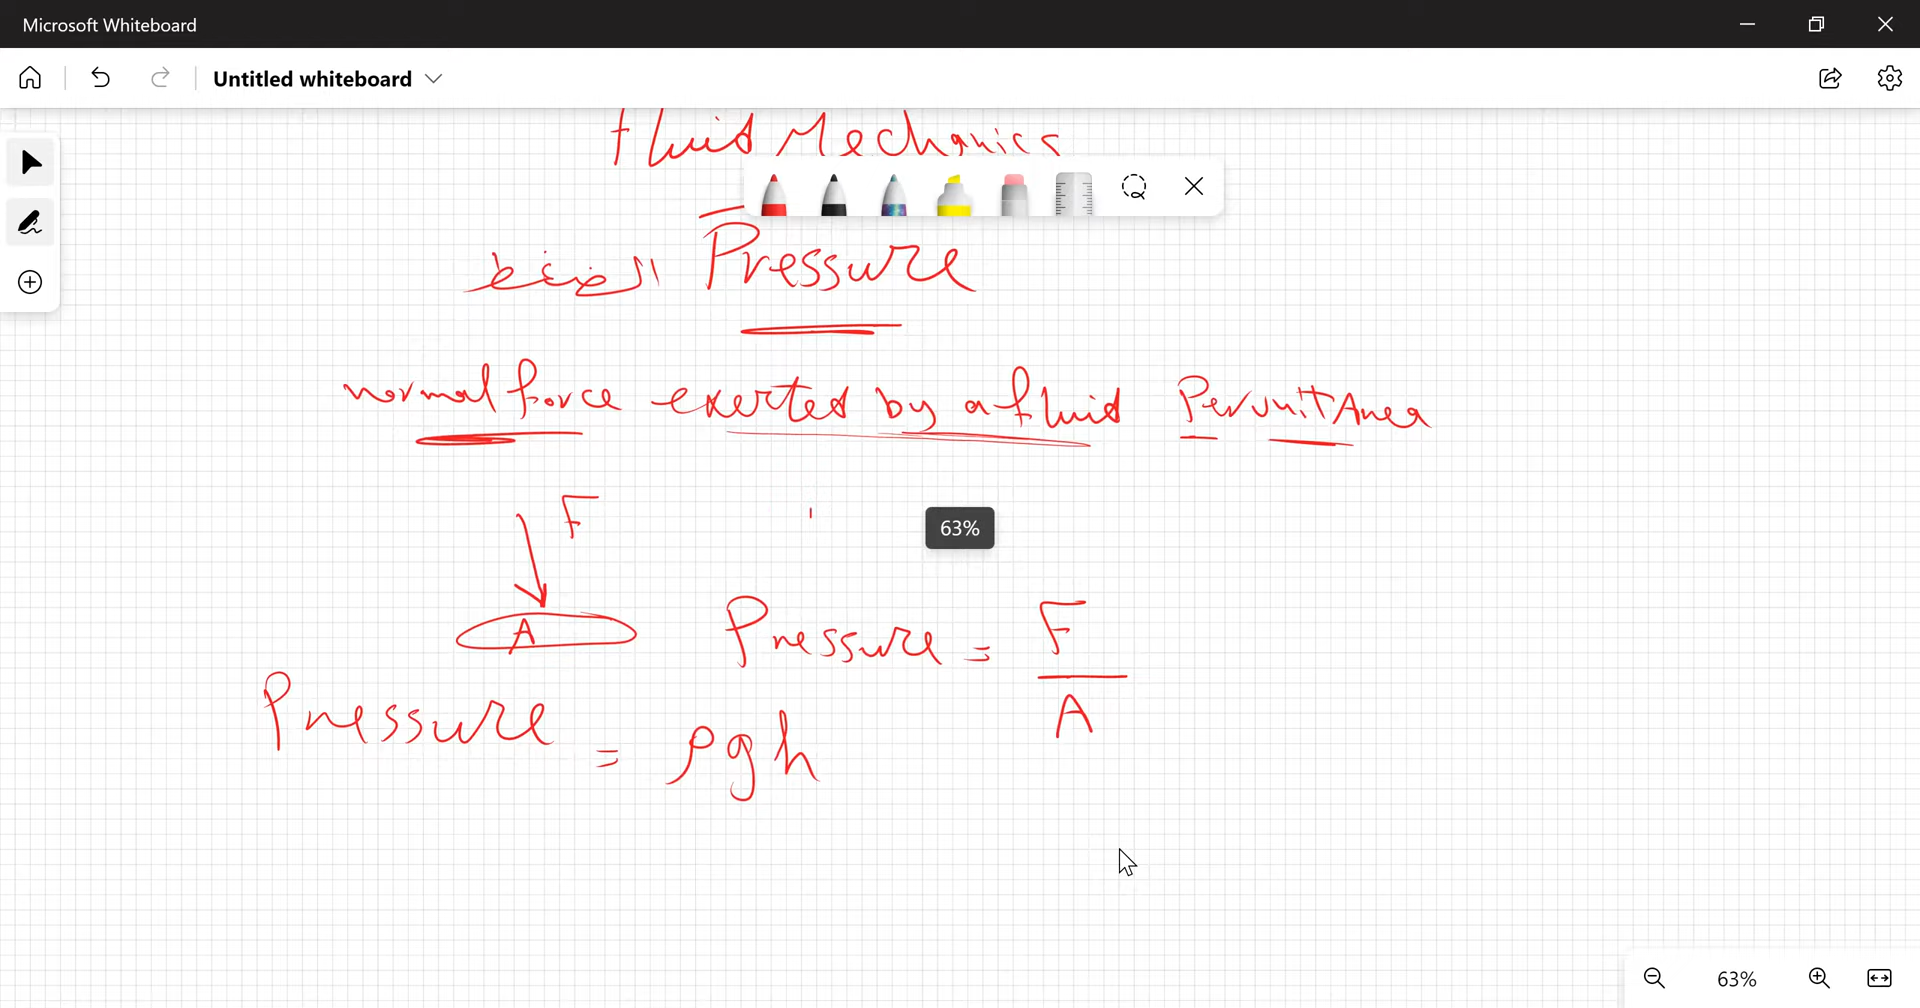 Microsoft Whiteboard
Untitled whiteboard
fluid Mechanics
Pressure
normal force exerted by a fluid Per unit Area
F
63%
A
Pressure = F
A
Pressure = ρgh
63%